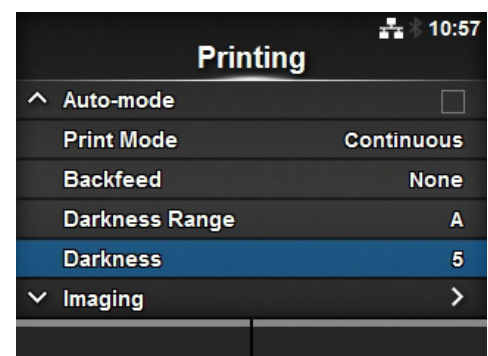 10:57
Printing
Auto-mode
Print Mode Continuous
Backfeed None
Darkness Range A
Darkness 5
Imaging